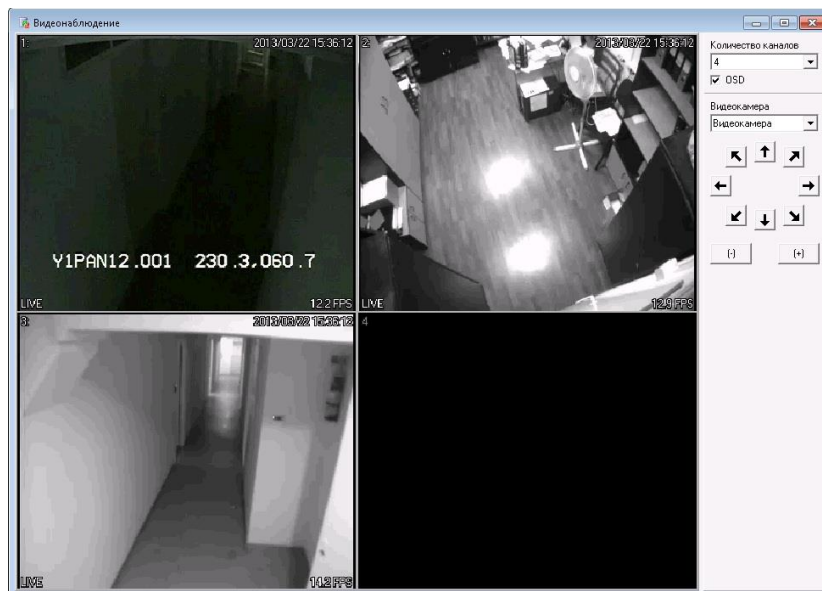 Видеонаблюдение
1:
2013/03/22 15:36:12
Y1PAN12.001 230.3,060.7
LIVE
12.2 FPS
2:
2013/03/22 15:36:12
LIVE
12.9 FPS
3:
2013/03/22 15:36:12
LIVE
14.2 FPS
4
Количество каналов
4
OSD
Видеокамера
Видеокамера
(-)
(+)